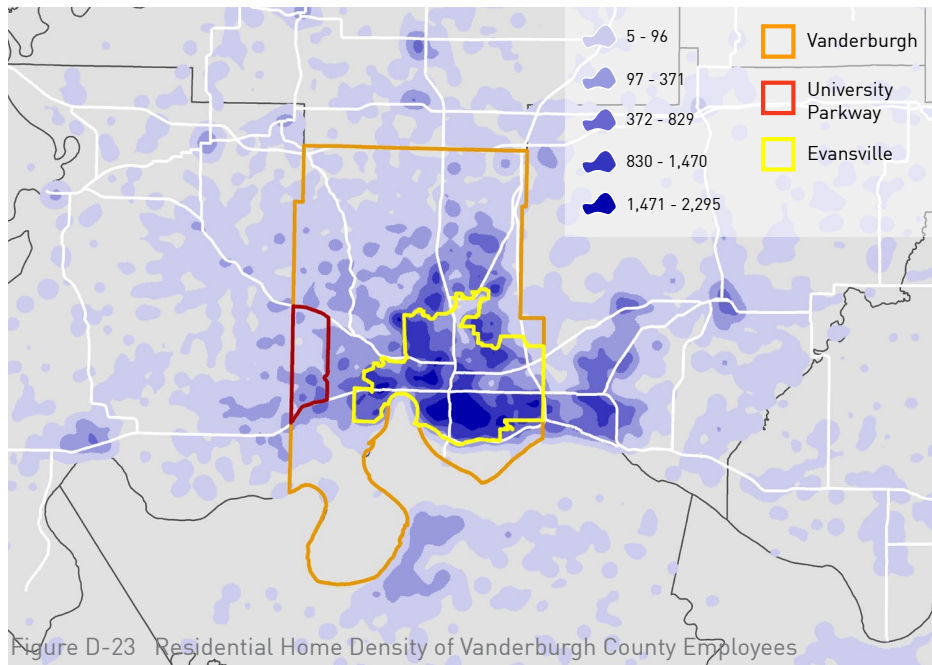 5 - 96
97 - 371
372 - 829
830 - 1,470
1,471 - 2,295
Vanderburgh
University
Parkway
Evansville
Figure D-23 Residential Home Density of Vanderburgh County Employees